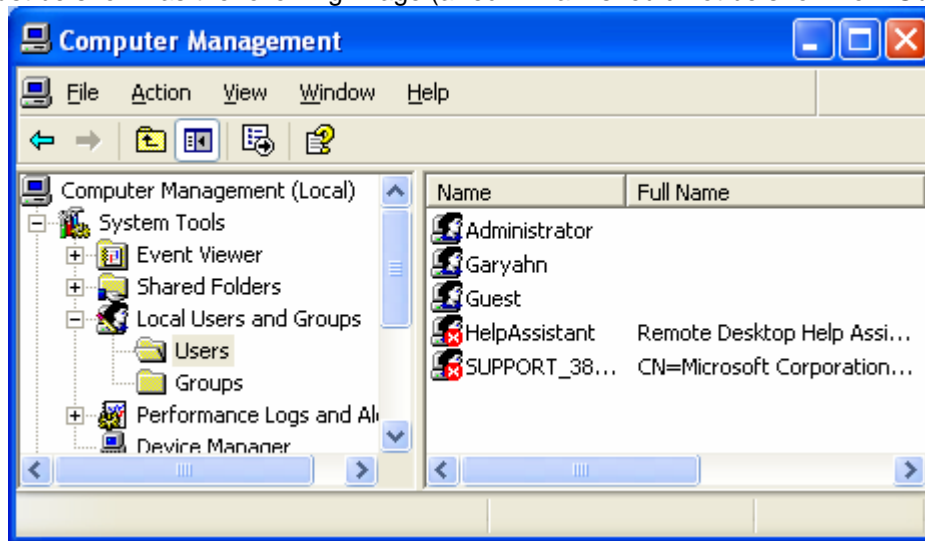 Computer Management
File Action View Window Help
Computer Management (Local)
System Tools
Event Viewer
Shared Folders
Local Users and Groups
Users
Groups
Performance Logs and Al
Device Manager
Name Full Name
Administrator
Garyahn
Guest
HelpAssistant Remote Desktop Help Assi...
SUPPORT_38... CN=Microsoft Corporation...